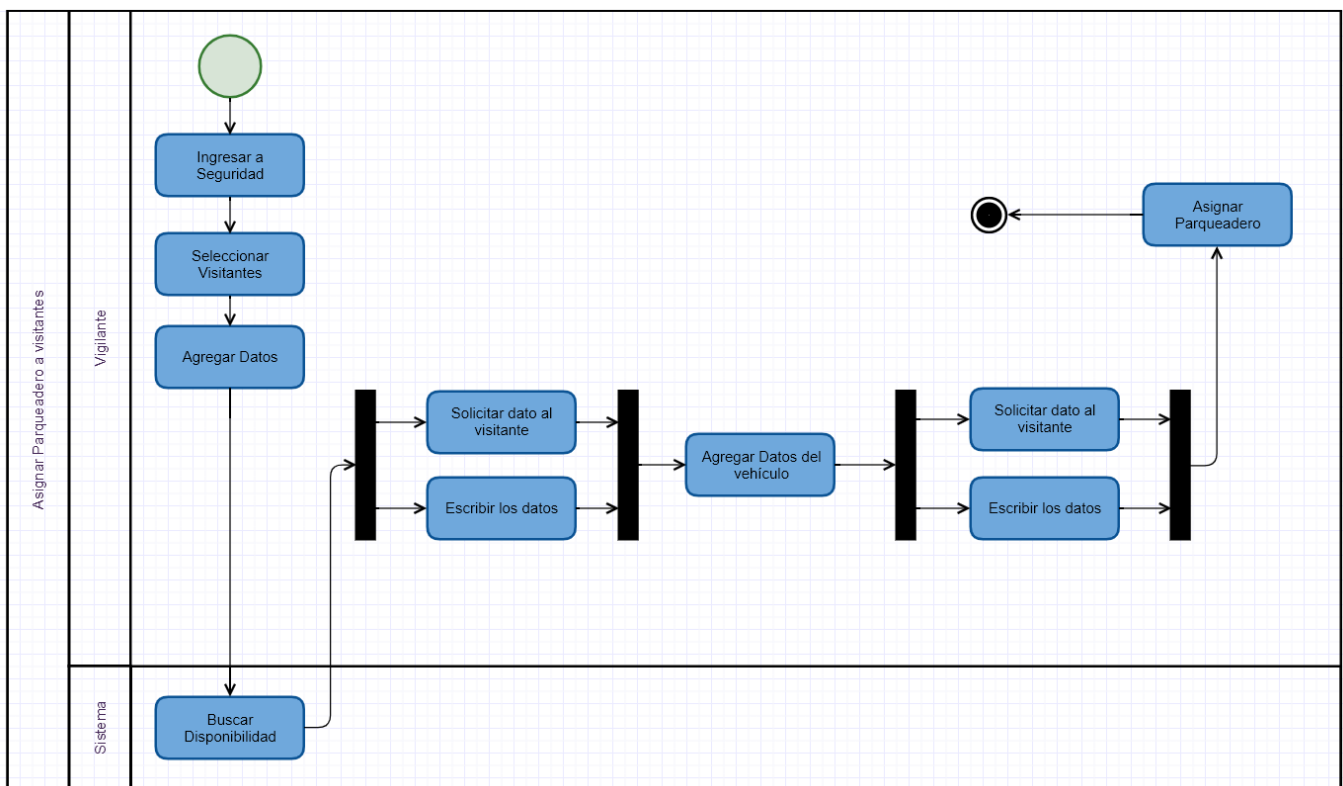 Asignar Parqueadero a visitantes
Vigilante
Ingresar a
Seguridad
Seleccionar
Visitantes
Agregar Datos
Solicitar dato al
visitante
Escribir los datos
Agregar Datos del
vehículo
Solicitar dato al
visitante
Escribir los datos
Asignar
Parqueadero
Sistema
Buscar
Disponibilidad